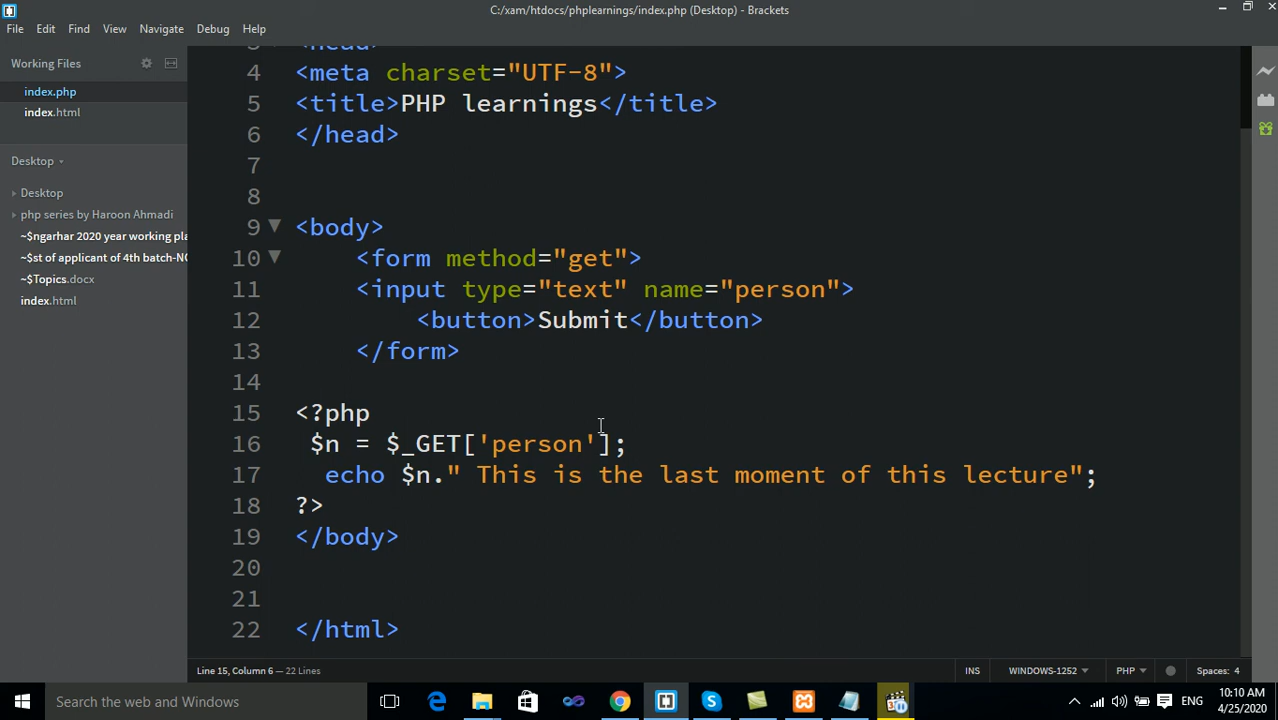 C:/xam/htdocs/phplearnings/index.php (Desktop) - Brackets
File Edit Find View Navigate Debug Help
Working Files
index.php
index.html
Desktop
Desktop
php series by Haroon Ahmadi
~$ngarhar 2020 year working pla
~$st of applicant of 4th batch-NC
~$Topics.docx
index.html
3 <head>
4 <meta charset="UTF-8">
5 <title>PHP learnings</title>
6 </head>
7
8
9 <body>
10 <form method="get">
11 <input type="text" name="person">
12 <button>Submit</button>
13 </form>
14
15 <?php
16 $n = $_GET['person'];
17 echo $n." This is the last moment of this lecture";
18 ?>
19 </body>
20
21
22 </html>
Line 15, Column 6 — 22 Lines
INS WINDOWS-1252 PHP Spaces: 4
Search the web and Windows
ENG
10:10 AM
4/25/2020